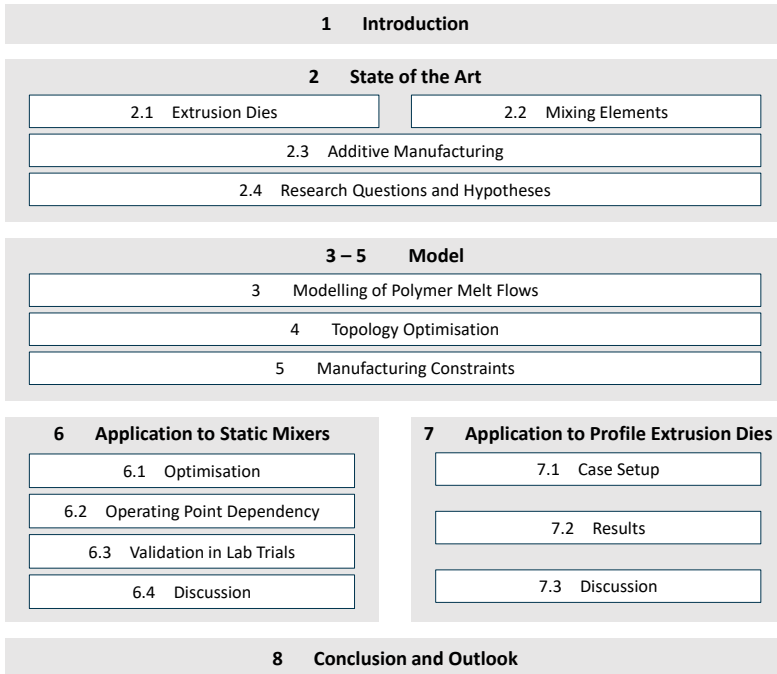 1 Introduction
2 State of the Art
2.1 Extrusion Dies
2.2 Mixing Elements
2.3 Additive Manufacturing
2.4 Research Questions and Hypotheses
3 – 5 Model
3 Modelling of Polymer Melt Flows
4 Topology Optimisation
5 Manufacturing Constraints
6 Application to Static Mixers
6.1 Optimisation
6.2 Operating Point Dependency
6.3 Validation in Lab Trials
6.4 Discussion
7 Application to Profile Extrusion Dies
7.1 Case Setup
7.2 Results
7.3 Discussion
8 Conclusion and Outlook